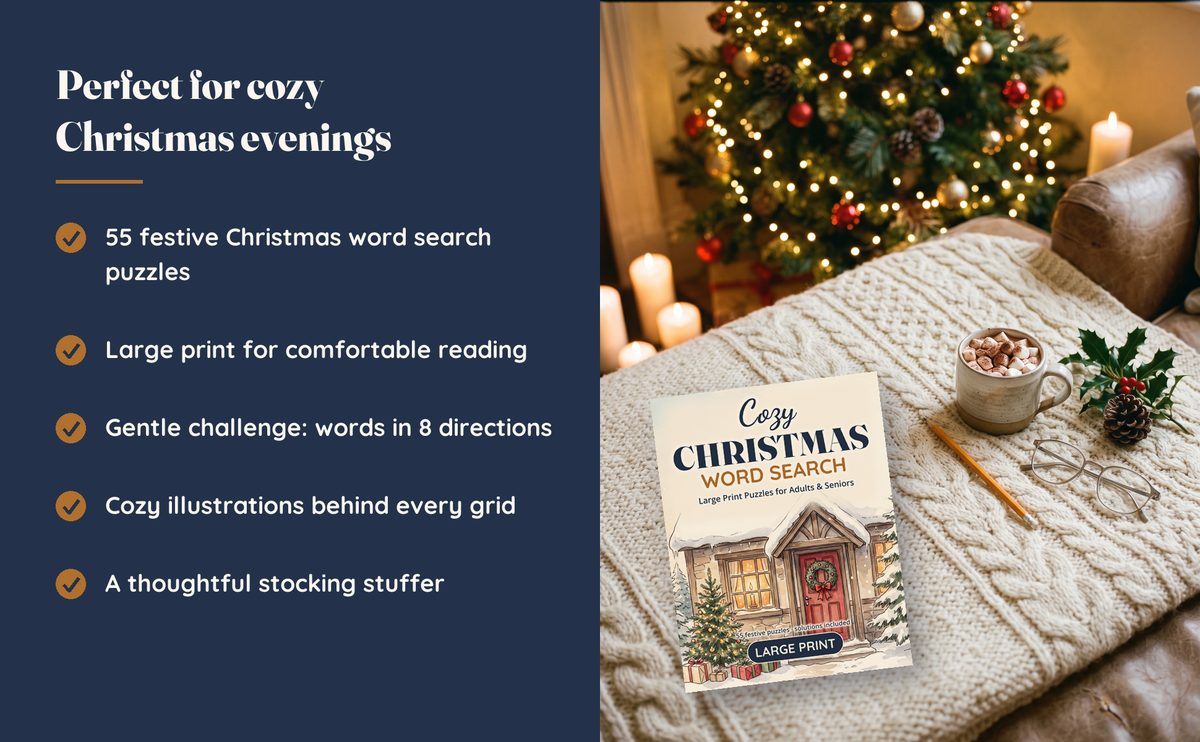 Perfect for cozy
Christmas evenings
55 festive Christmas word search
puzzles
Large print for comfortable reading
Gentle challenge: words in 8 directions
Cozy illustrations behind every grid
A thoughtful stocking stuffer
Cozy
CHRISTMAS
WORD SEARCH
Large Print Puzzles for Adults & Seniors
55 festive puzzles · solutions included
LARGE PRINT